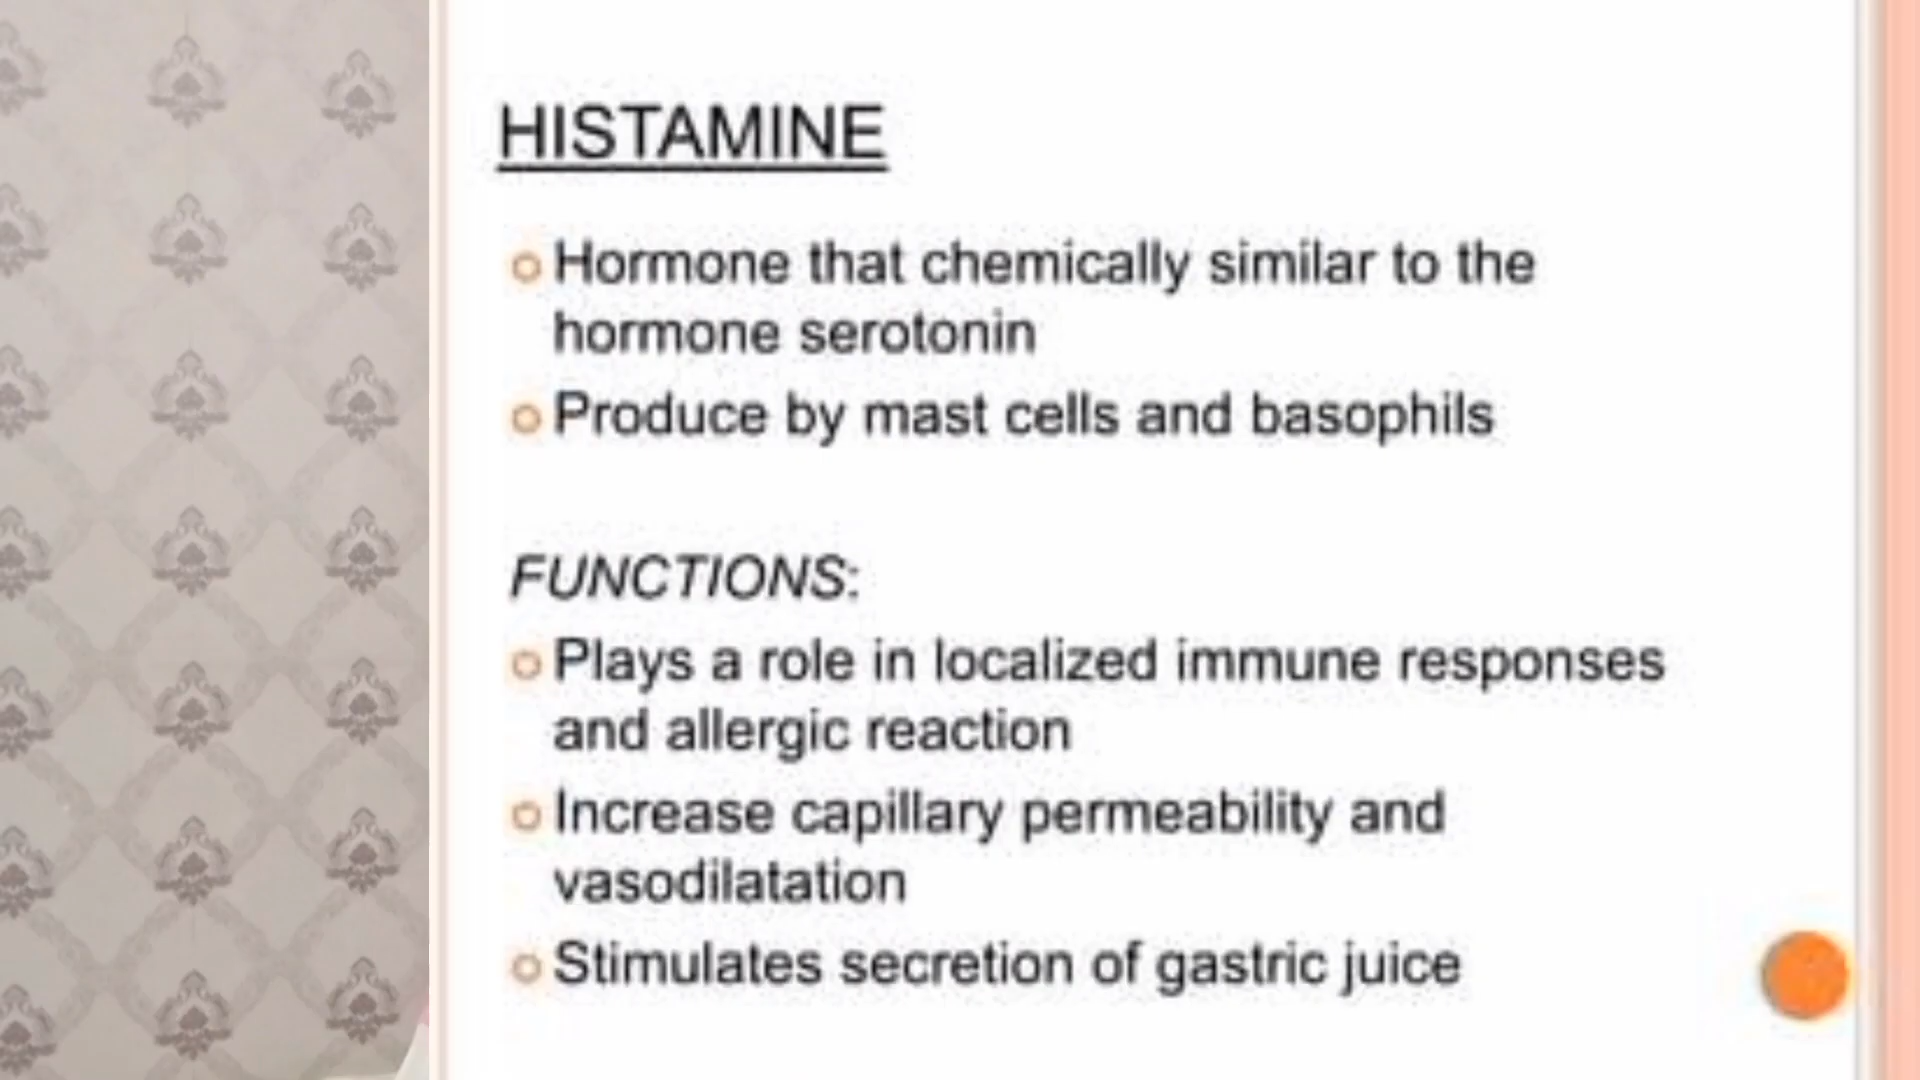 HISTAMINE
Hormone that chemically similar to the
hormone serotonin
Produce by mast cells and basophils
FUNCTIONS:
Plays a role in localized immune responses
and allergic reaction
Increase capillary permeability and
vasodilatation
Stimulates secretion of gastric juice